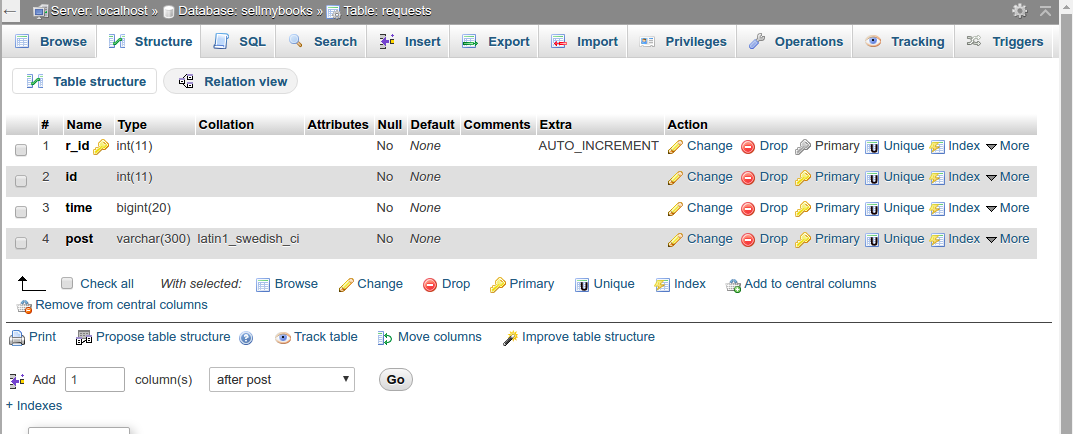 Server: localhost » Database: sellmybooks » Table: requests
Browse Structure SQL Search Insert Export Import Privileges Operations Tracking Triggers
Table structure Relation view
# Name Type Collation Attributes Null Default Comments Extra Action
1 r_id int(11) No None AUTO_INCREMENT Change Drop Primary Unique Index More
2 id int(11) No None Change Drop Primary Unique Index More
3 time bigint(20) No None Change Drop Primary Unique Index More
4 post varchar(300) latin1_swedish_ci No None Change Drop Primary Unique Index More
Check all With selected: Browse Change Drop Primary Unique Index Add to central columns
Remove from central columns
Print Propose table structure Track table Move columns Improve table structure
Add 1 column(s) after post Go
+ Indexes